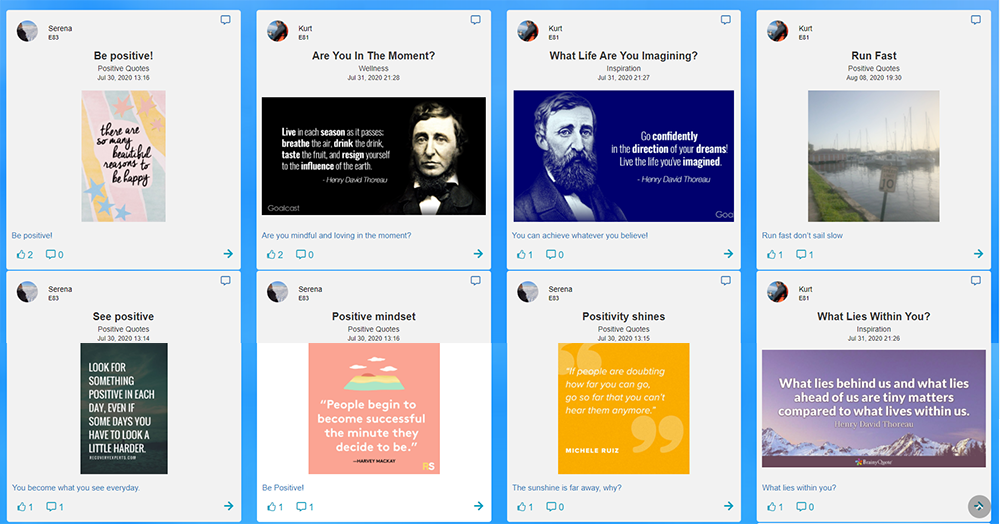 Serena
E83
Be positive!
Positive Quotes
Jul 30, 2020 13:16
there are
so many
beautiful
reasons to
be happy
Be positive!
2
0
Kurt
E81
Are You In The Moment?
Wellness
Jul 31, 2020 21:28
Live in each season as it passes:
breathe the air, drink the drink,
taste the fruit, and resign yourself
to the influence of the earth.
- Henry David Thoreau
Goalcast
Are you mindful and loving in the moment?
2
0
Kurt
E81
What Life Are You Imagining?
Inspiration
Jul 31, 2020 21:27
Go confidently
in the direction of your dreams!
Live the life you've imagined.
- Henry David Thoreau
Goa
You can achieve whatever you believe!
1
0
Kurt
E81
Run Fast
Positive Quotes
Aug 08, 2020 19:30
Run fast don't sail slow
1
1
Serena
E83
See positive
Positive Quotes
Jul 30, 2020 13:14
LOOK FOR
SOMETHING
POSITIVE IN EACH
DAY, EVEN IF
SOME DAYS YOU
HAVE TO LOOK A
LITTLE HARDER.
RECOVERYEXPERTS.COM
You become what you see everyday.
1
1
Serena
E83
Positive mindset
Positive Quotes
Jul 30, 2020 13:16
"People begin to
become successful
the minute they
decide to be."
—HARVEY MACKAY
RS
Be Positive!
1
1
Serena
E83
Positivity shines
Positive Quotes
Jul 30, 2020 13:15
"If people are doubting
how far you can go,
go so far that you can't
hear them anymore."
MICHELE RUIZ
The sunshine is far away, why?
1
1
Kurt
E81
What Lies Within You?
Inspiration
Jul 31, 2020 21:26
What lies behind us and what lies
ahead of us are tiny matters
compared to what lives within us.
Henry David Thoreau
BrainyQuote
What lies within you?
1
0